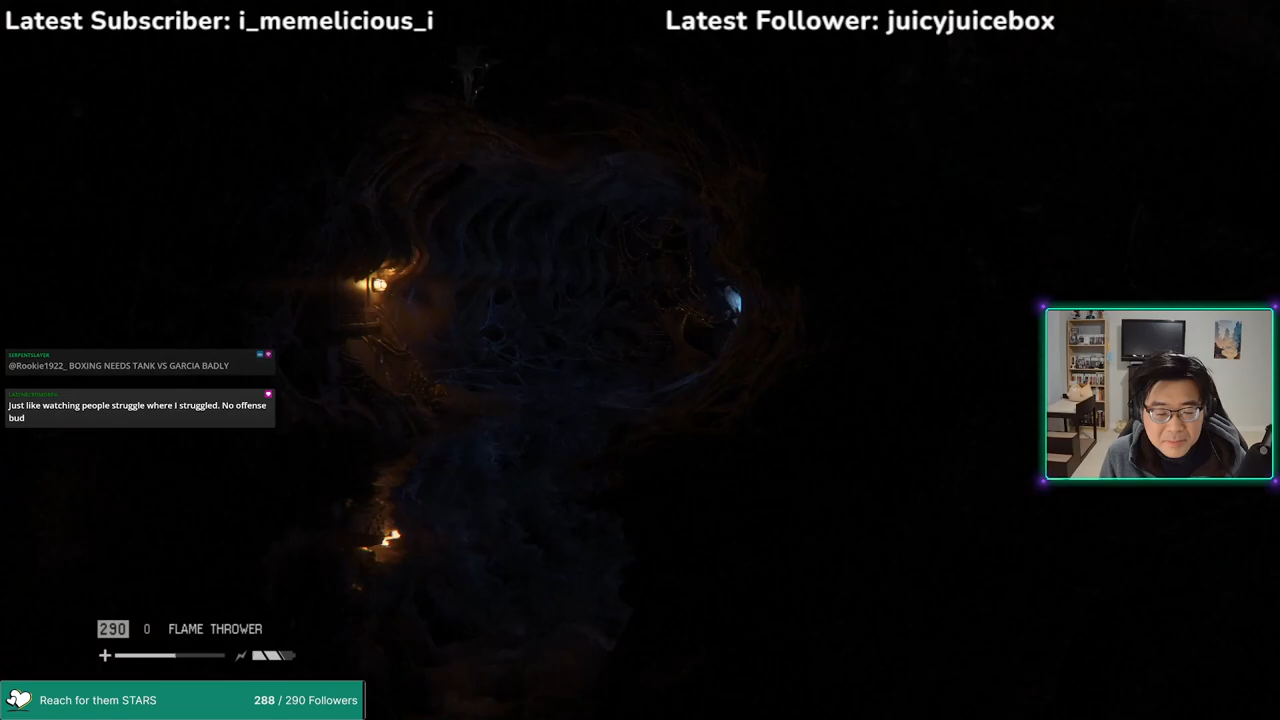 Latest Subscriber: i_memelicious_i
Latest Follower: juicyjuicebox
SERPENTSLAYER
@Rookie1922_ BOXING NEEDS TANK VS GARCIA BADLY
Just like watching people struggle where I struggled. No offense
bud
290 0 FLAME THROWER
Reach for them STARS 288 / 290 Followers